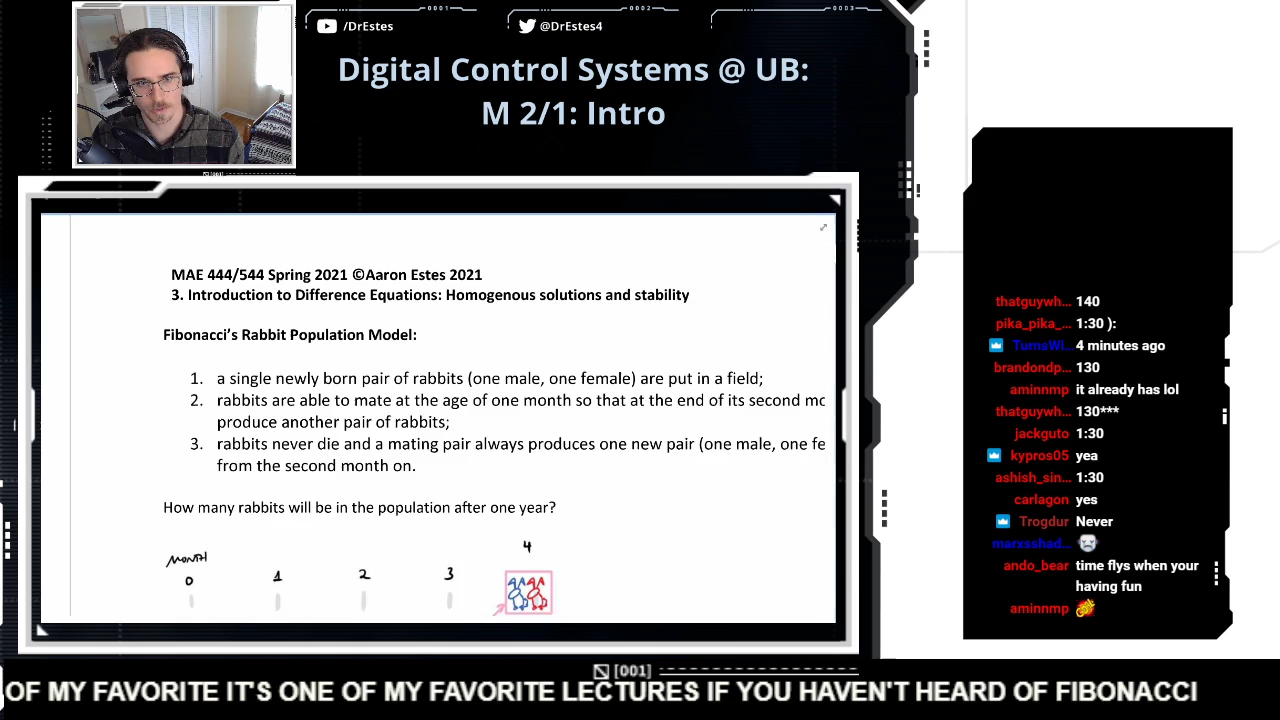 0001
0002
0003
/DrEstes
@DrEstes4
Digital Control Systems @ UB:
M 2/1: Intro
[001]
MAE 444/544 Spring 2021 ©Aaron Estes 2021
3. Introduction to Difference Equations: Homogenous solutions and stability
Fibonacci’s Rabbit Population Model:
1. a single newly born pair of rabbits (one male, one female) are put in a field;
2. rabbits are able to mate at the age of one month so that at the end of its second mo
produce another pair of rabbits;
3. rabbits never die and a mating pair always produces one new pair (one male, one fe
from the second month on.
How many rabbits will be in the population after one year?
MONTH
0 1 2 3 4
thatguywh... 140
pika_pika_... 1:30 ):
TumsWi... 4 minutes ago
brandondp... 130
aminnmp it already has lol
thatguywh... 130***
jackguto 1:30
kypros05 yea
ashish_sin... 1:30
carlagon yes
Trogdur Never
marxsshad...
ando_bear time flys when your
having fun
aminnmp
[001]
OF MY FAVORITE IT'S ONE OF MY FAVORITE LECTURES IF YOU HAVEN'T HEARD OF FIBONACCI